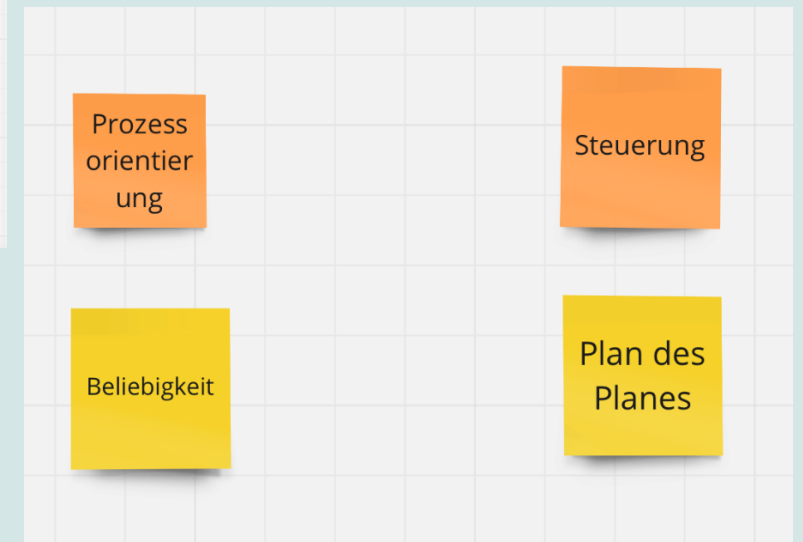 Prozess
orientier
ung
Steuerung
Beliebigkeit
Plan des
Planes